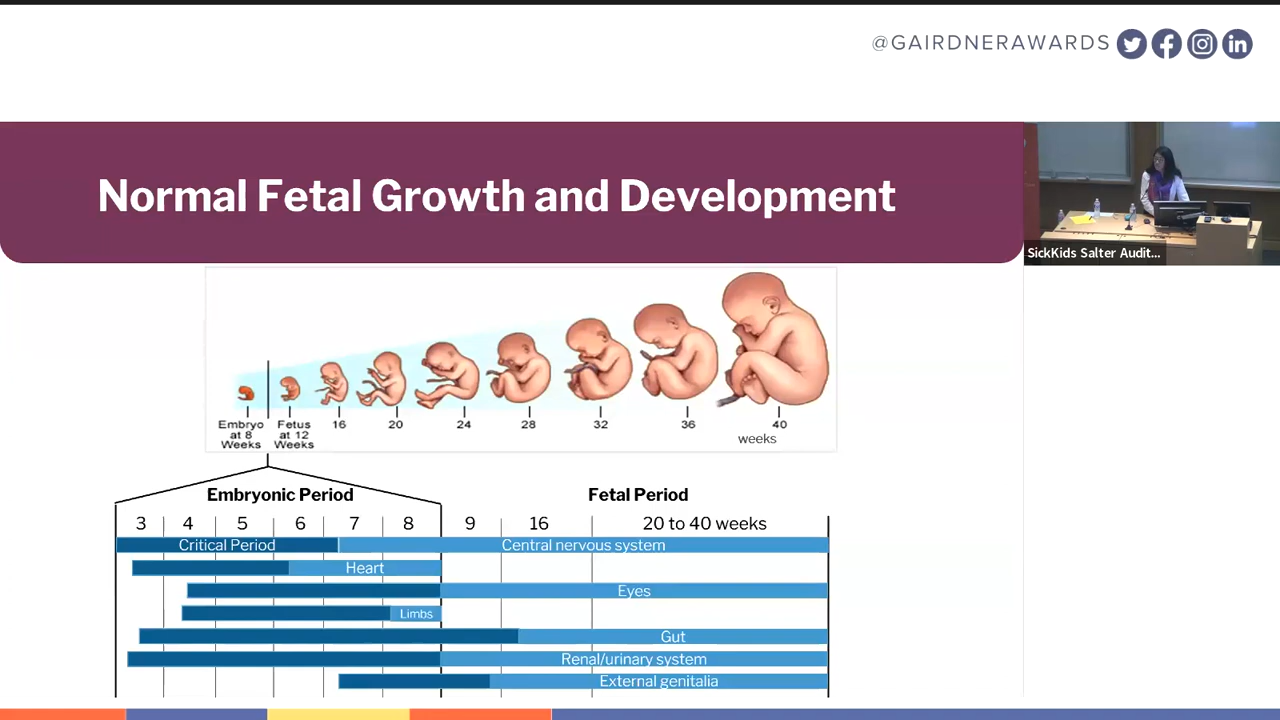 @GAIRDNERAWARDS
Normal Fetal Growth and Development
SickKids Salter Audit...
Embryo at 8 Weeks
Fetus at 12 Weeks
16 20 24 28 32 36 40
weeks
Embryonic Period Fetal Period
3 4 5 6 7 8 9 16 20 to 40 weeks
Critical Period Central nervous system
Heart
Eyes
Limbs
Gut
Renal/urinary system
External genitalia